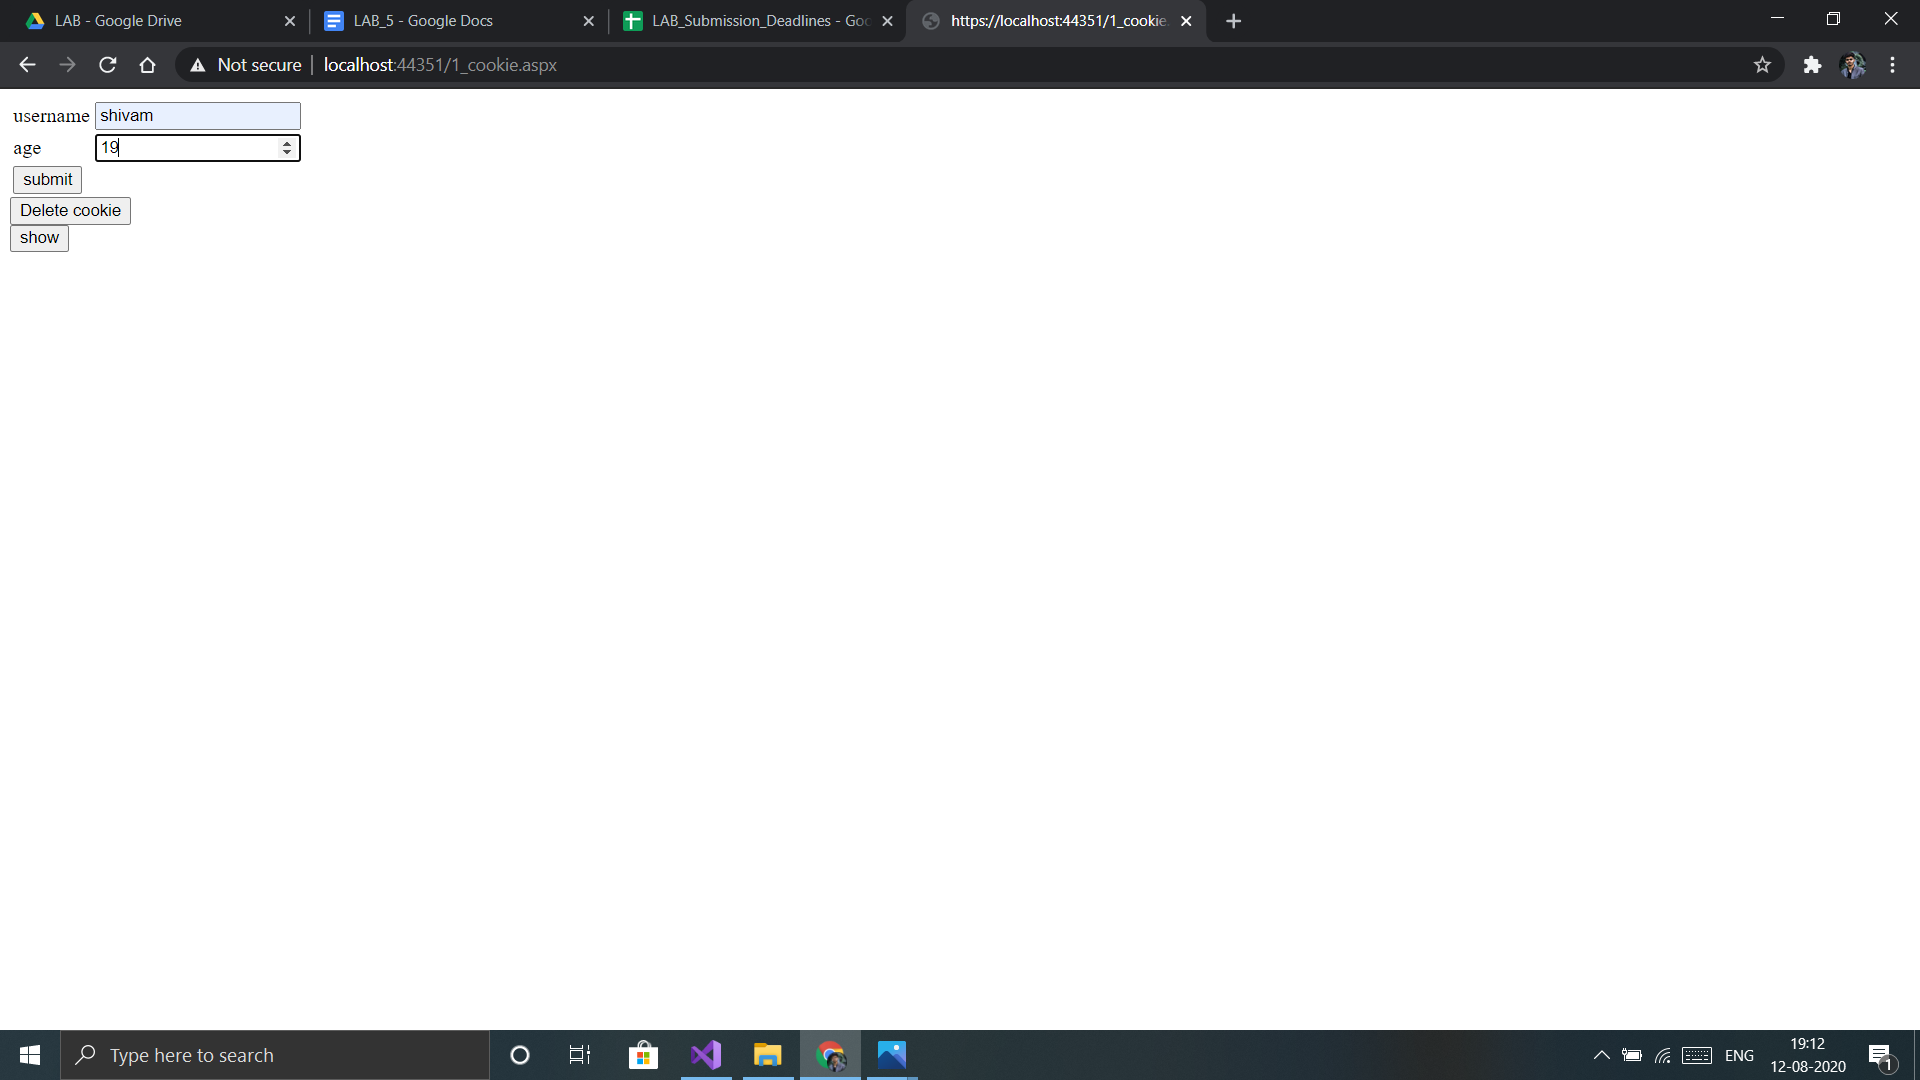 LAB - Google Drive
LAB_5 - Google Docs
LAB_Submission_Deadlines - Goo
https://localhost:44351/1_cookie.
Not secure
localhost:44351/1_cookie.aspx
username shivam
age 19
submit
Delete cookie
show
Type here to search
ENG
19:12
12-08-2020
1